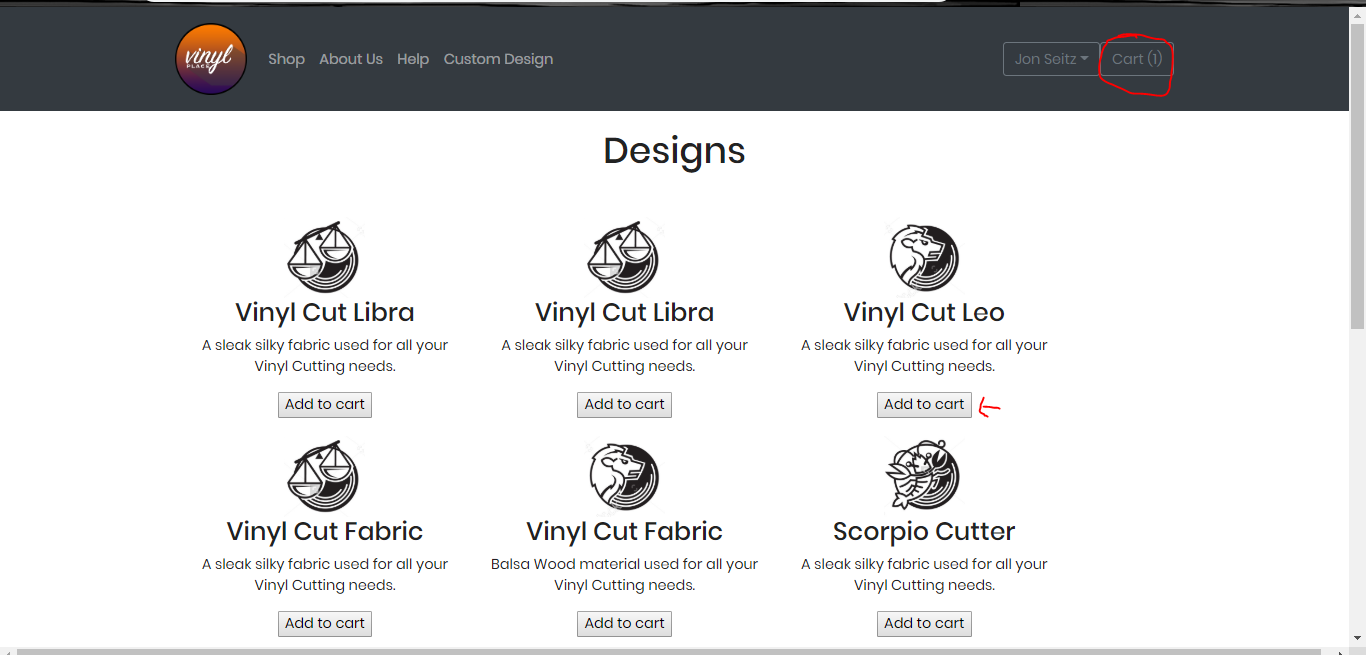 vinyl
PLACE
Shop About Us Help Custom Design
Jon Seitz Cart (1)
Designs
Vinyl Cut Libra
A sleak silky fabric used for all your
Vinyl Cutting needs.
Add to cart
Vinyl Cut Libra
A sleak silky fabric used for all your
Vinyl Cutting needs.
Add to cart
Vinyl Cut Leo
A sleak silky fabric used for all your
Vinyl Cutting needs.
Add to cart
Vinyl Cut Fabric
A sleak silky fabric used for all your
Vinyl Cutting needs.
Add to cart
Vinyl Cut Fabric
Balsa Wood material used for all your
Vinyl Cutting needs.
Add to cart
Scorpio Cutter
A sleak silky fabric used for all your
Vinyl Cutting needs.
Add to cart